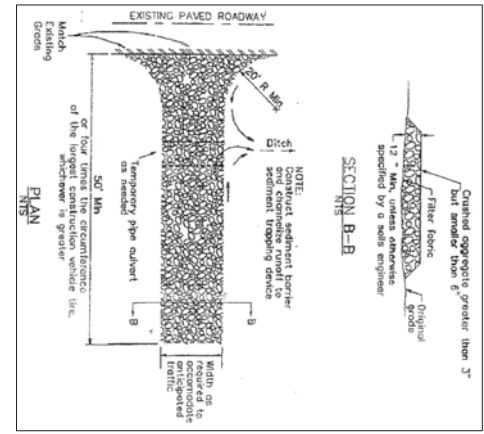 EXISTING PAVED ROADWAY
Match
Existing
Grade
20' R Min.
Ditch
NOTE:
Construct sediment barrier
and channelize runoff to
sediment trapping device
Temporary pipe culvert
as needed
50' Min
or four times the circumference
of the largest construction vehicle tire,
whichever is greater
B
B
Width as
required to
accomodate
anticipated
traffic
PLAN
NTS
Crushed aggregate greater than 3"
but smaller than 6"
Filter fabric
Original
grade
12 " Min, unless otherwise
specified by a soils engineer
SECTION B-B
NTS